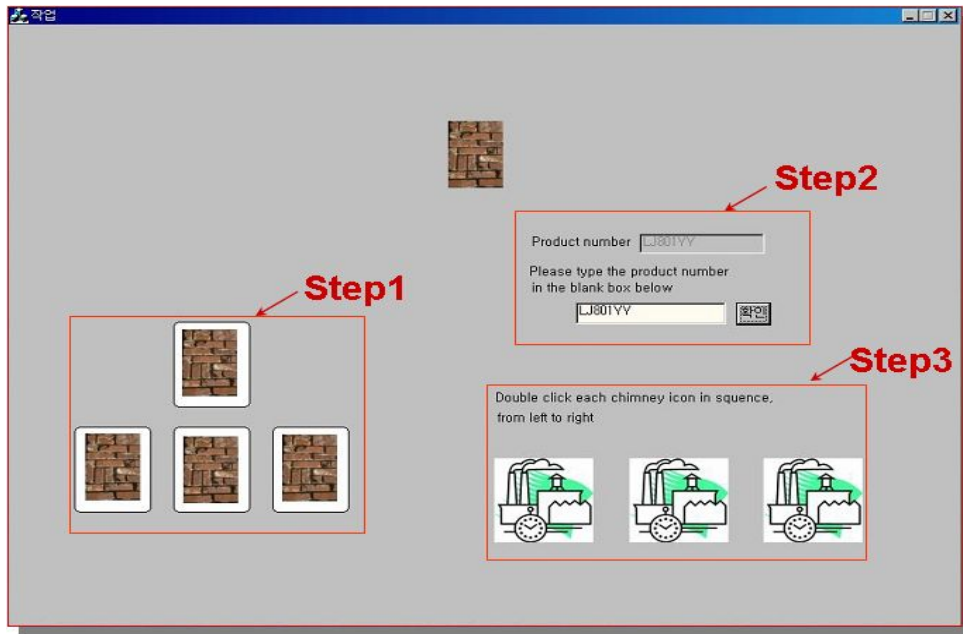 작업
Step2
Product number LJ801YY
Please type the product number
in the blank box below
LJ801YY 확인
Step1
Step3
Double click each chimney icon in squence,
from left to right